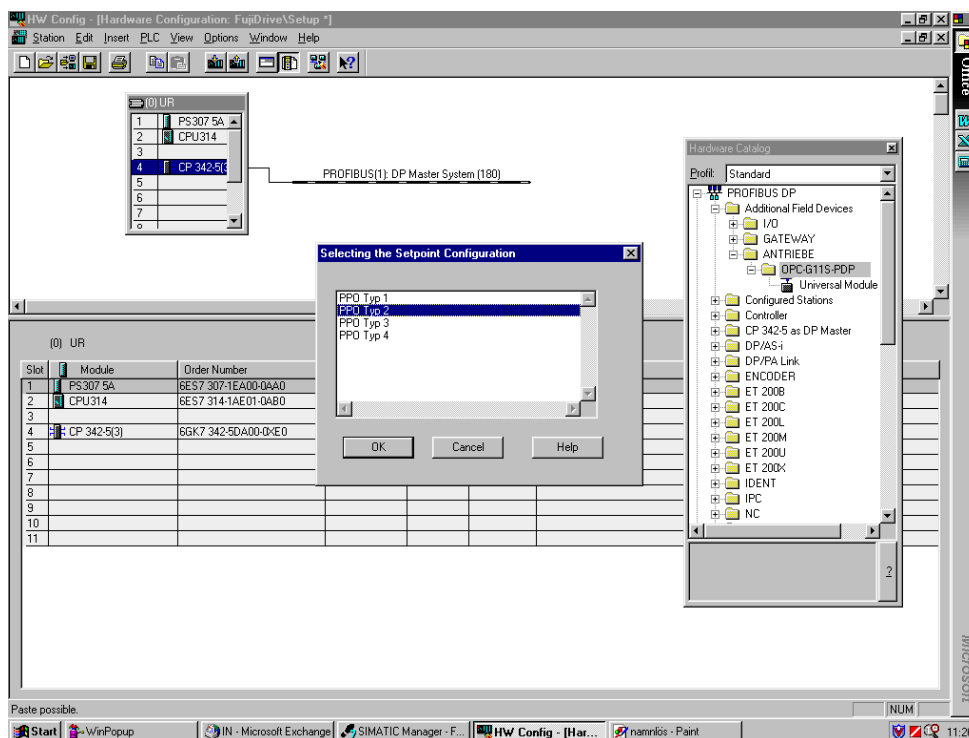 HW Config - [Hardware Configuration: FujiDrive\Setup *]
Station Edit Insert PLC View Options Window Help
Office
(0) UR
1 PS307 5A
2 CPU314
3
4 CP 342-5(3
5
6
7
PROFIBUS(1): DP Master System (180)
Hardware Catalog
Profil: Standard
PROFIBUS DP
Additional Field Devices
I/O
GATEWAY
ANTRIEBE
OPC-G11S-PDP
Universal Module
Configured Stations
Controller
CP 342-5 as DP Master
DP/AS-i
DP/PA Link
ENCODER
ET 200B
ET 200C
ET 200L
ET 200M
ET 200U
ET 200X
IDENT
IPC
NC
?
Selecting the Setpoint Configuration
PPO Typ 1
PPO Typ 2
PPO Typ 3
PPO Typ 4
OK Cancel Help
(0) UR
Slot Module Order Number
1 PS307 5A 6ES7 307-1EA00-0AA0
2 CPU314 6ES7 314-1AE01-0AB0
3
4 CP 342-5(3) 6GK7 342-5DA00-0XE0
5
6
7
8
9
10
11
Microsoft
Paste possible. NUM
Start WinPopup IN - Microsoft Exchange SIMATIC Manager - F... HW Config - [Har... namnlös - Paint